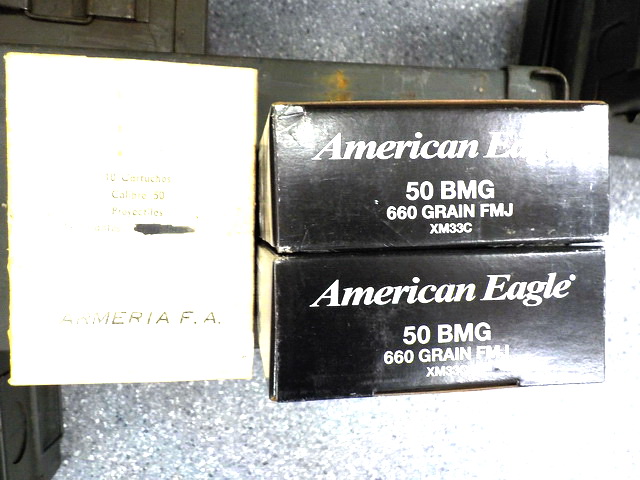 10 Cartuchos
Calibre 50
Proyectiles
ARMERIA F. A.
American
50 BMG
660 GRAIN FMJ
XM33C
American Eagle
50 BMG
660 GRAIN FMJ
XM33C